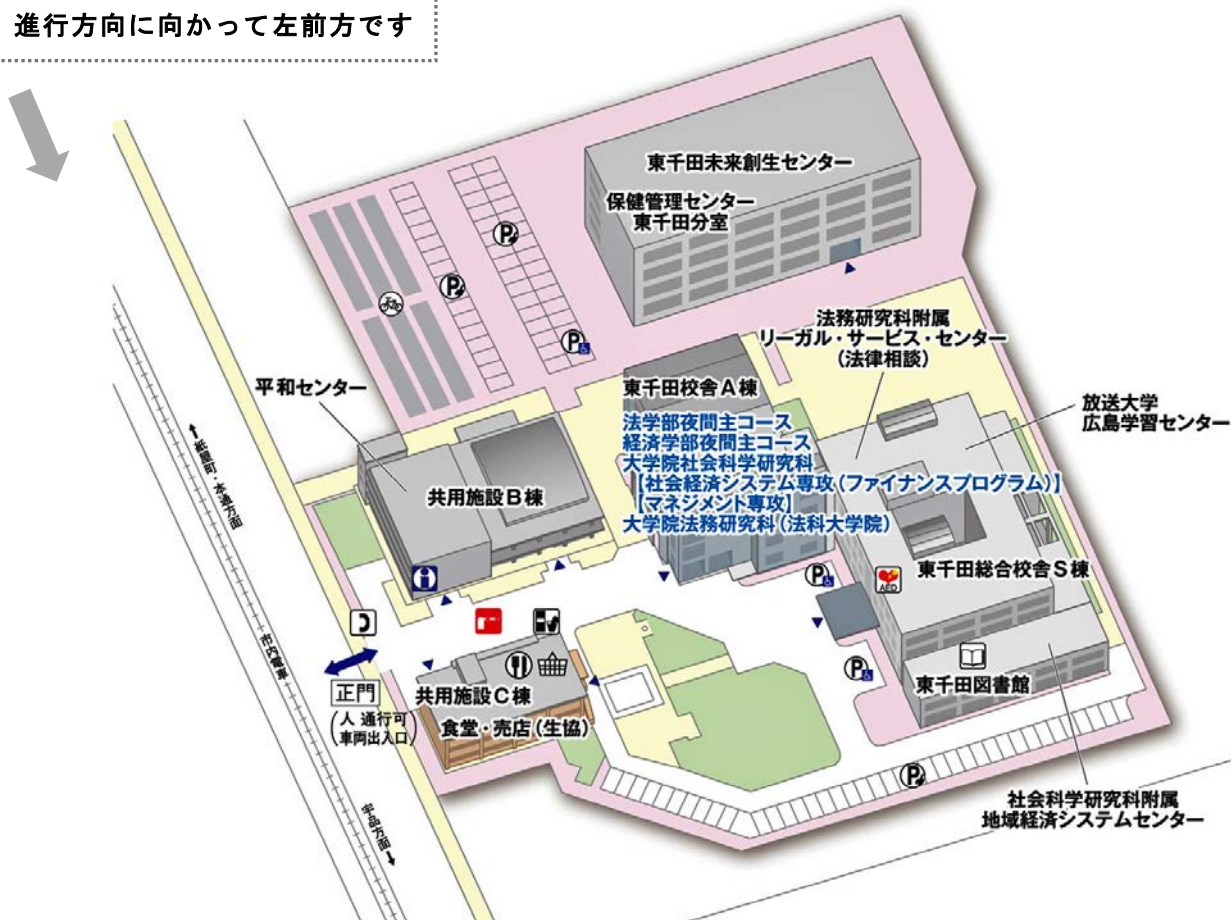 進行方向に向かって左前方です
東千田未来創生センター
保健管理センター
東千田分室
P
P
P
法務研究科附属
リーガル・サービス・センター
(法律相談)
平和センター
東千田校舎A棟
法学部夜間主コース
経済学部夜間主コース
大学院社会科学研究科
【社会経済システム専攻(ファイナンスプログラム)】
【マネジメント専攻】
大学院法務研究科(法科大学院)
放送大学
広島学習センター
紙屋町・本通方面
共用施設B棟
東千田総合校舎S棟
P
AED
市内電車
正門
(人 通行可
車両出入口)
共用施設C棟
食堂・売店(生協)
P
東千田図書館
P
宇品方面
社会科学研究科附属
地域経済システムセンター